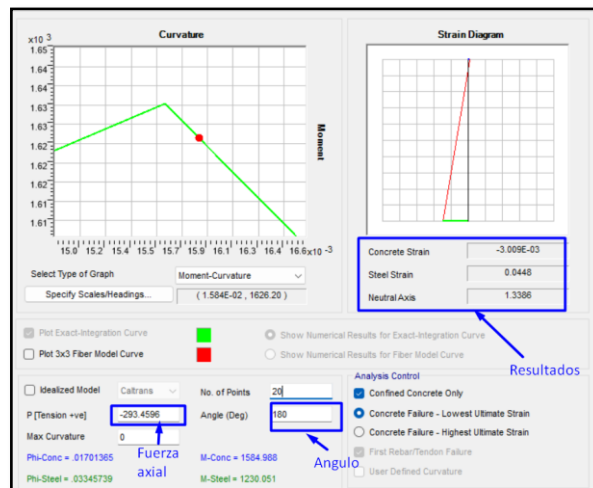 Curvature
x10 3
1.65
1.64
1.64
1.63
1.63
1.62
1.62
1.61
1.61
Moment
15.0 15.2 15.4 15.5 15.7 15.9 16.1 16.3 16.4 16.6 x10 -3
Select Type of Graph
Moment-Curvature
Specify Scales/Headings...
( 1.584E-02 , 1626.20 )
Strain Diagram
Concrete Strain
-3.009E-03
Steel Strain
0.0448
Neutral Axis
1.3386
Resultados
Plot Exact-Integration Curve
Plot 3x3 Fiber Model Curve
Show Numerical Results for Exact-Integration Curve
Show Numerical Results for Fiber Model Curve
Idealized Model
Caltrans
No. of Points
20
P [Tension +ve]
-293.4596
Angle (Deg)
180
Max Curvature
0
Fuerza
axial
Angulo
Phi-Conc = .01701365
M-Conc = 1584.988
Phi-Steel = .03345739
M-Steel = 1230.051
Analysis Control
Confined Concrete Only
Concrete Failure - Lowest Ultimate Strain
Concrete Failure - Highest Ultimate Strain
First Rebar/Tendon Failure
User Defined Curvature